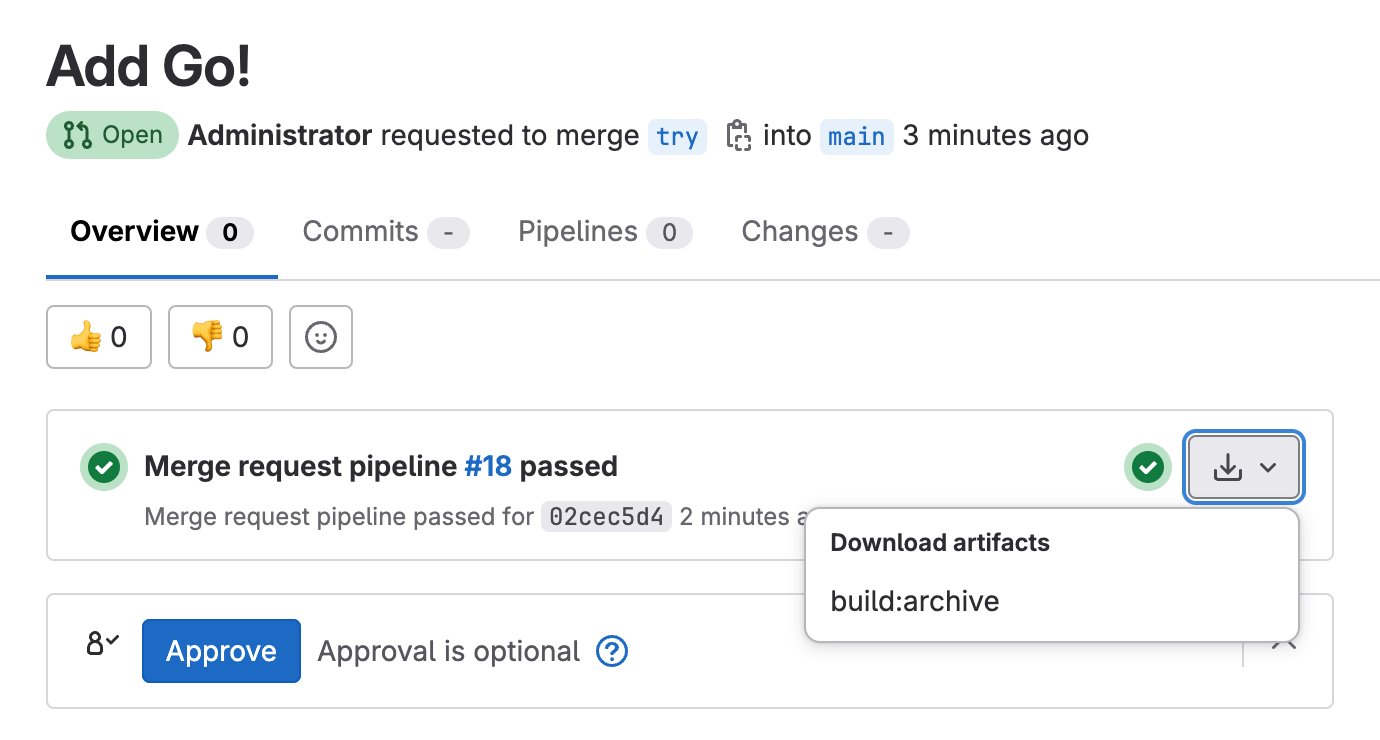 Add Go!
Open Administrator requested to merge try into main 3 minutes ago
Overview 0 Commits - Pipelines 0 Changes -
👍 0 👎 0
Merge request pipeline #18 passed
Merge request pipeline passed for 02cec5d4 2 minutes a
Download artifacts
build:archive
Approve Approval is optional